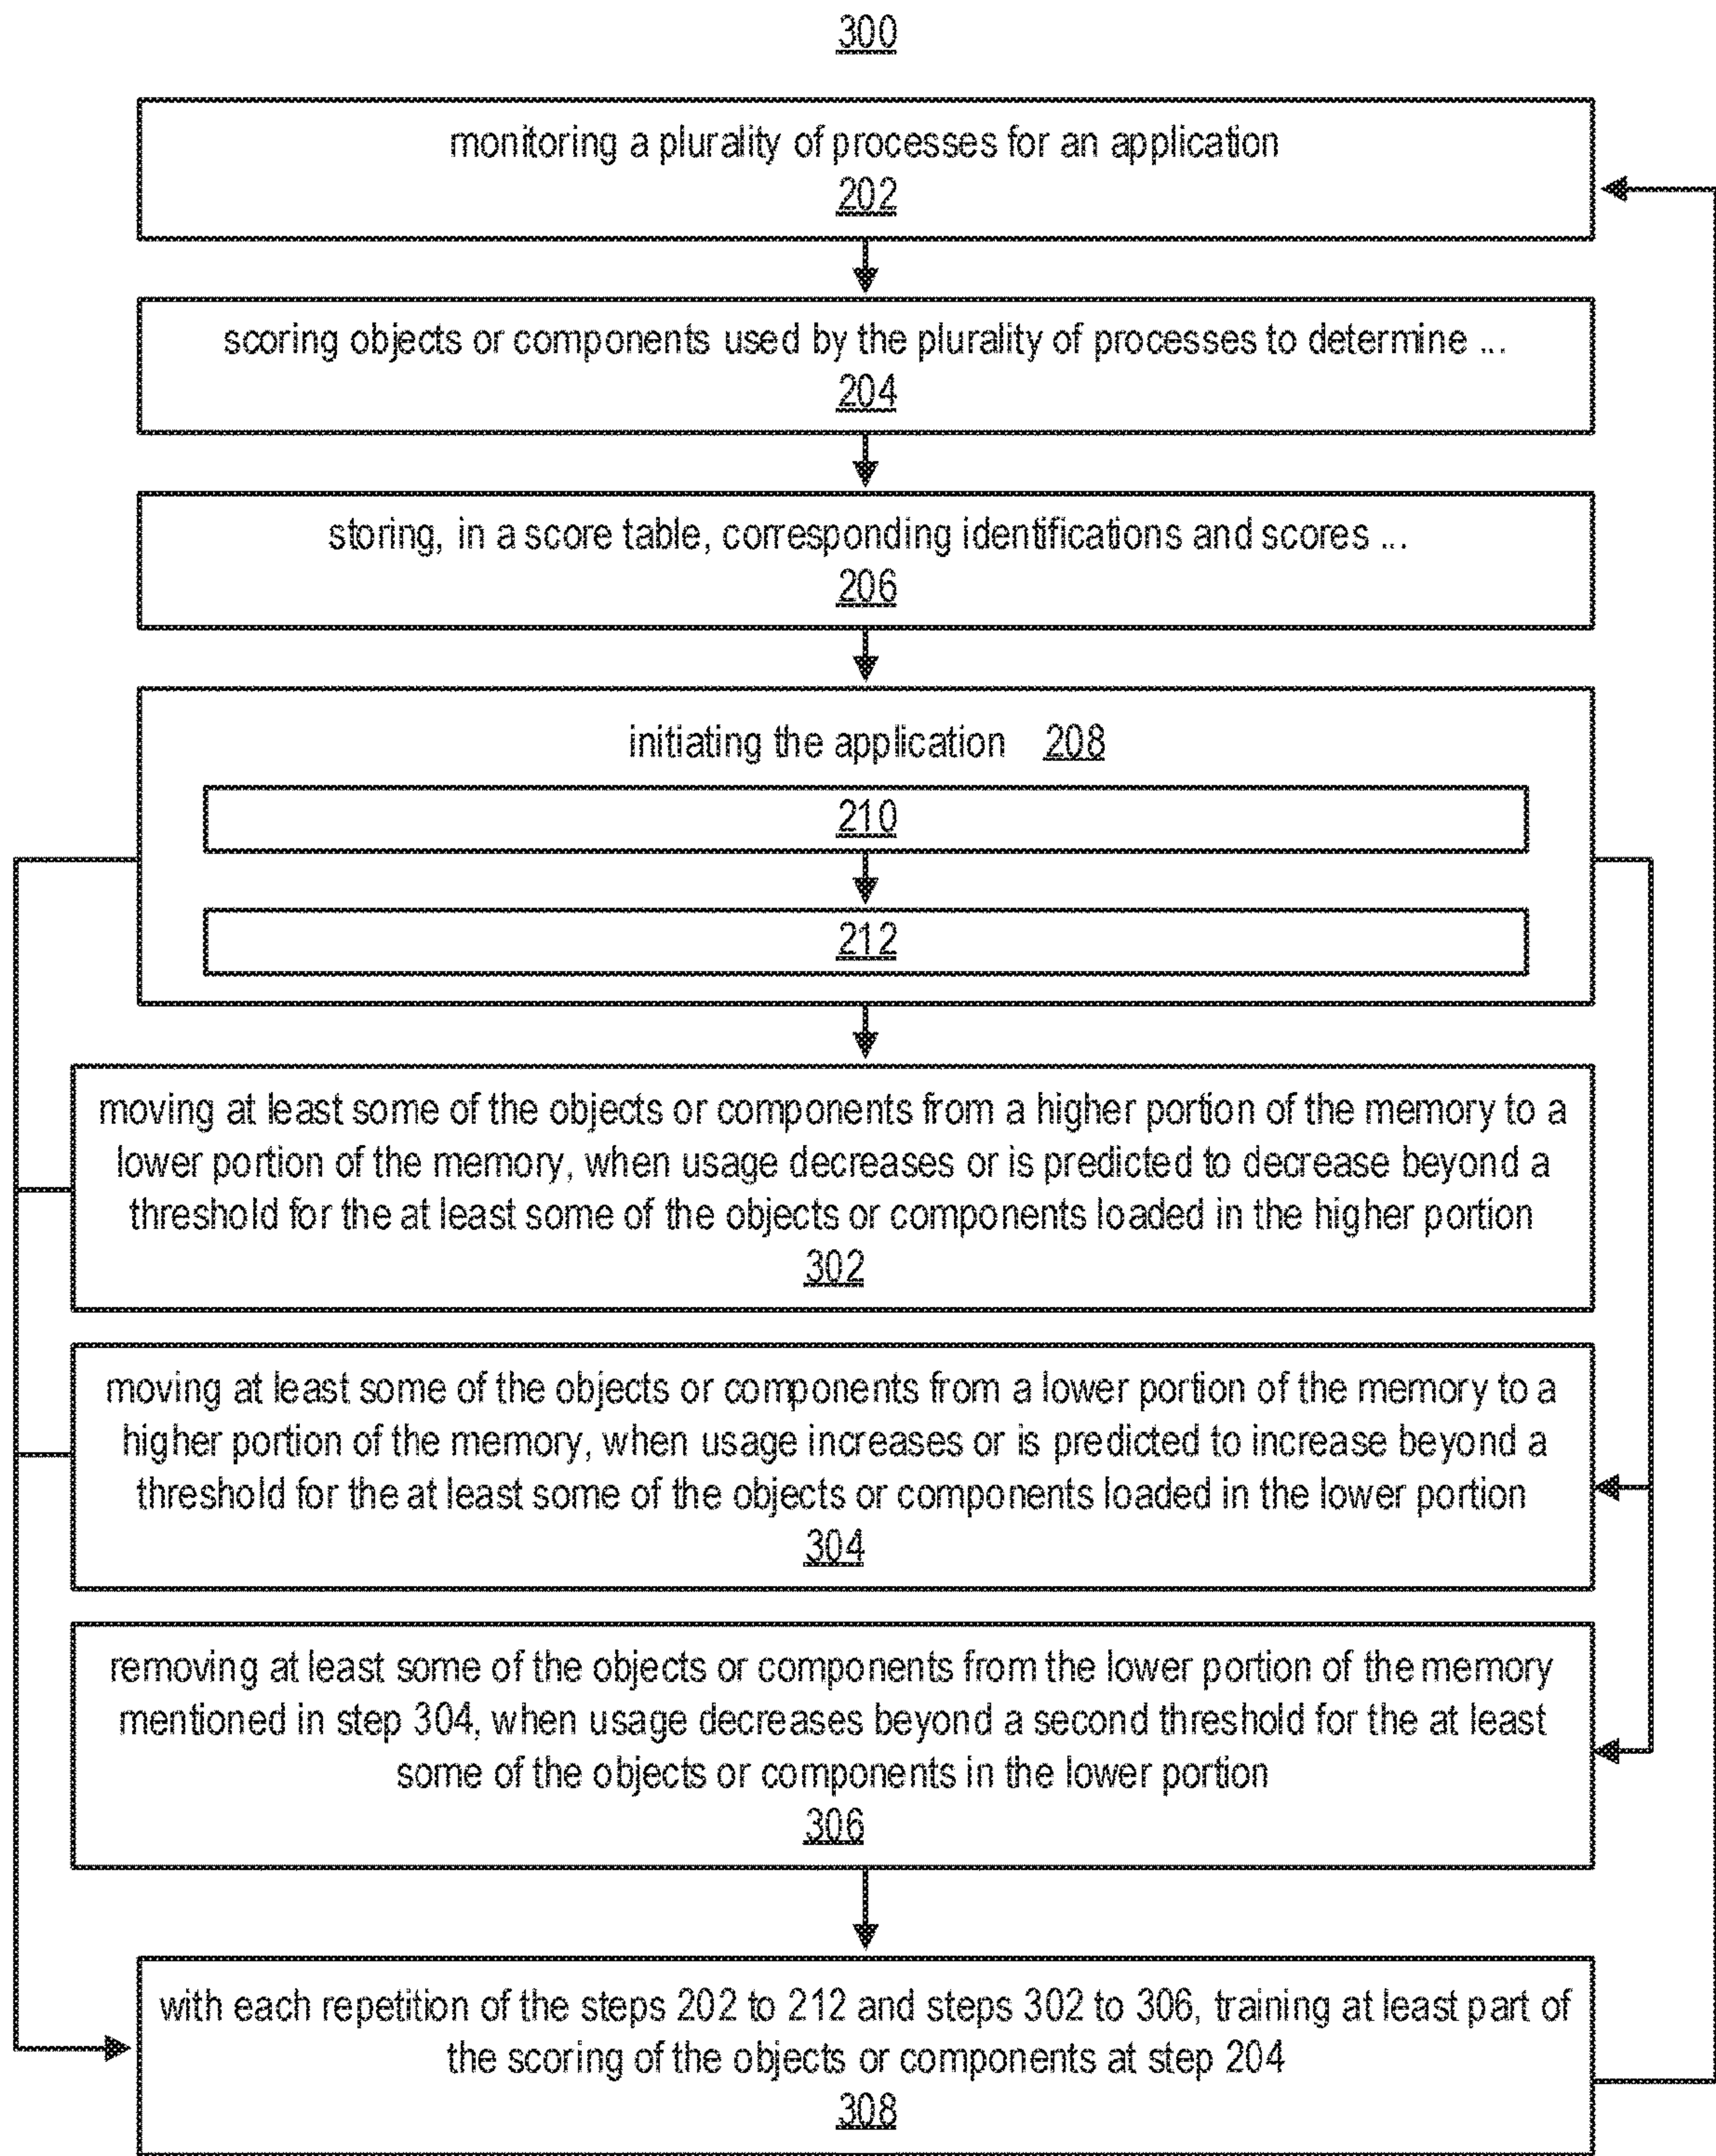 300
monitoring a plurality of processes for an application
202
scoring objects or components used by the plurality of processes to determine ...
204
storing, in a score table, corresponding identifications and scores ...
206
initiating the application 208
210
212
moving at least some of the objects or components from a higher portion of the memory to a
lower portion of the memory, when usage decreases or is predicted to decrease beyond a
threshold for the at least some of the objects or components loaded in the higher portion
302
moving at least some of the objects or components from a lower portion of the memory to a
higher portion of the memory, when usage increases or is predicted to increase beyond a
threshold for the at least some of the objects or components loaded in the lower portion
304
removing at least some of the objects or components from the lower portion of the memory
mentioned in step 304, when usage decreases beyond a second threshold for the at least
some of the objects or components in the lower portion
306
with each repetition of the steps 202 to 212 and steps 302 to 306, training at least part of
the scoring of the objects or components at step 204
308